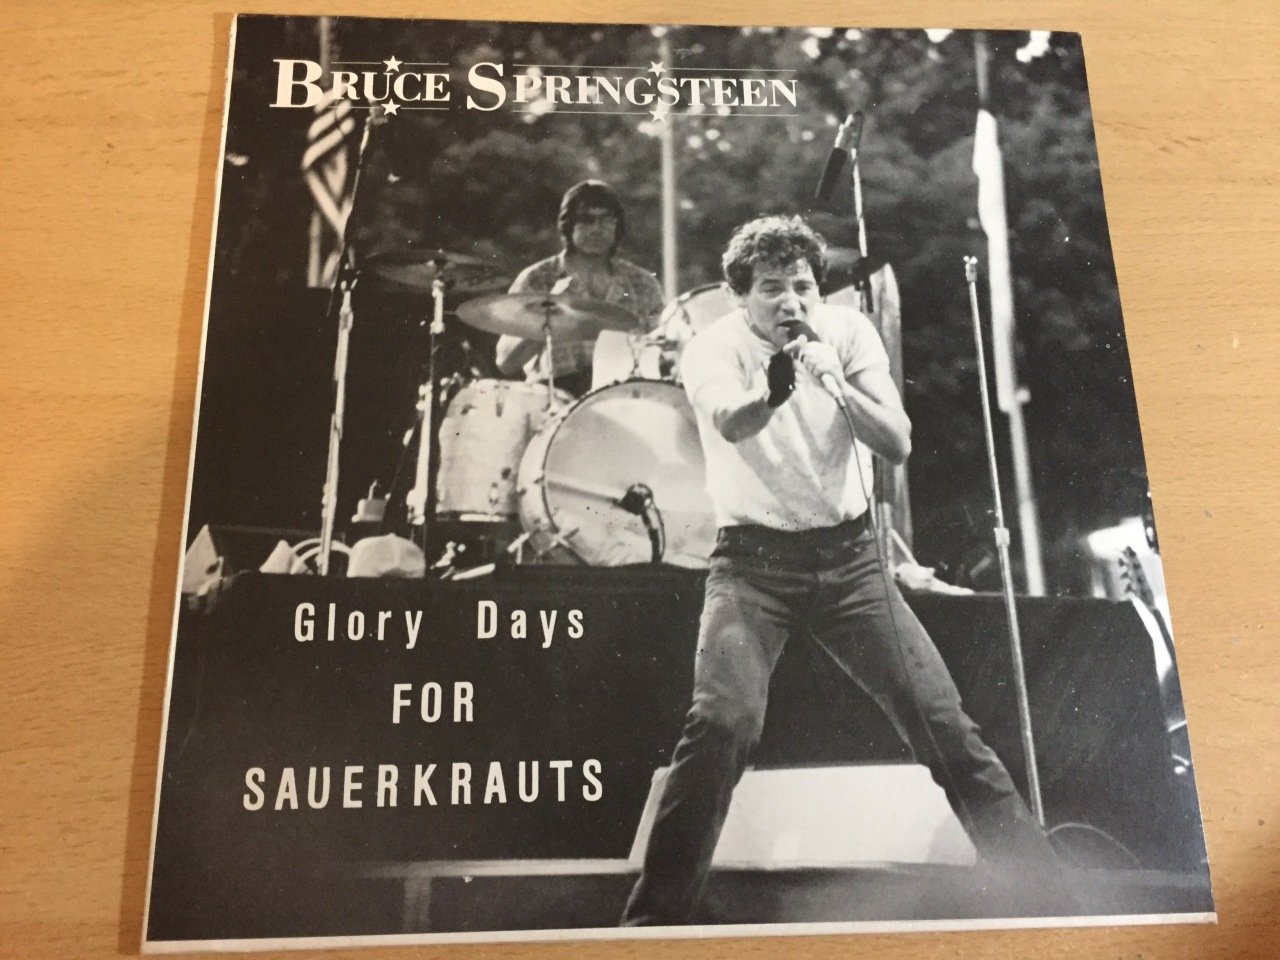 BRUCE SPRINGSTEEN
Glory Days
FOR
SAUERKRAUTS